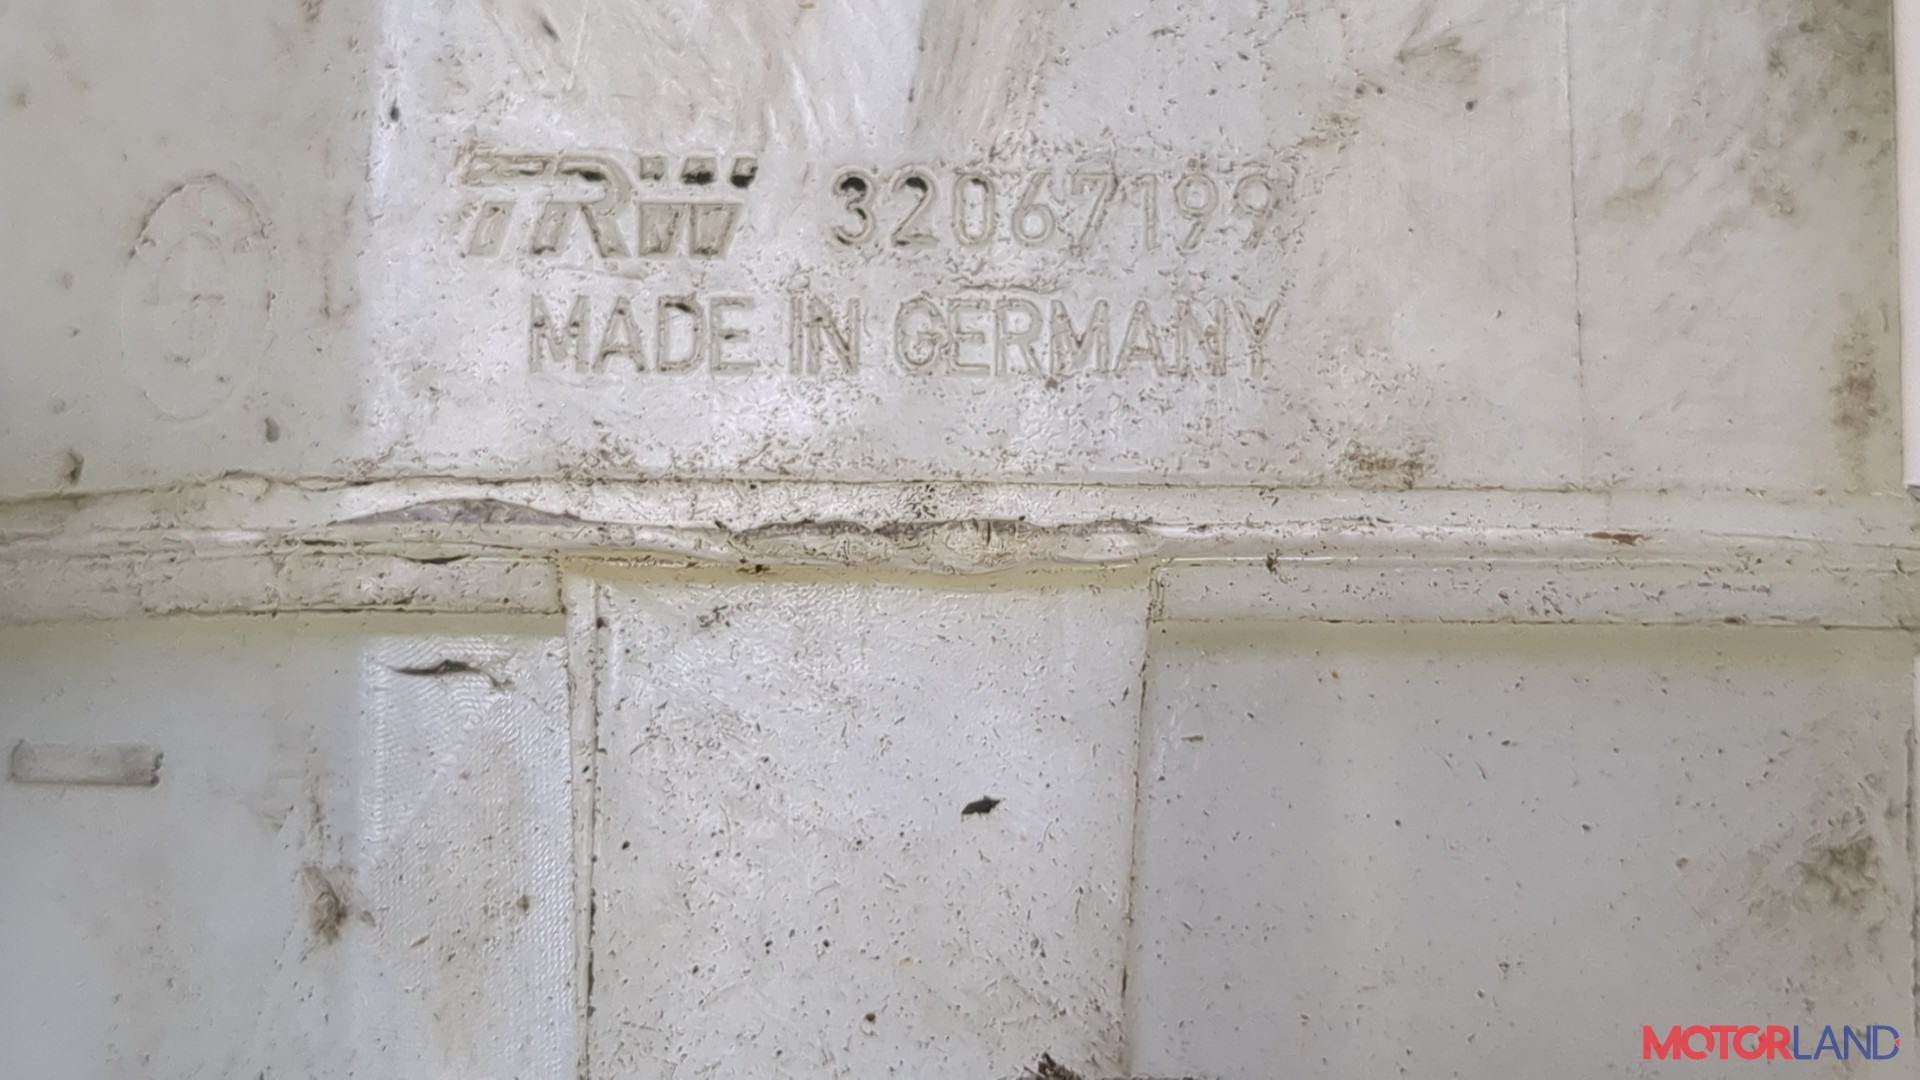 TRW 32067199
MADE IN GERMANY
MOTORLAND